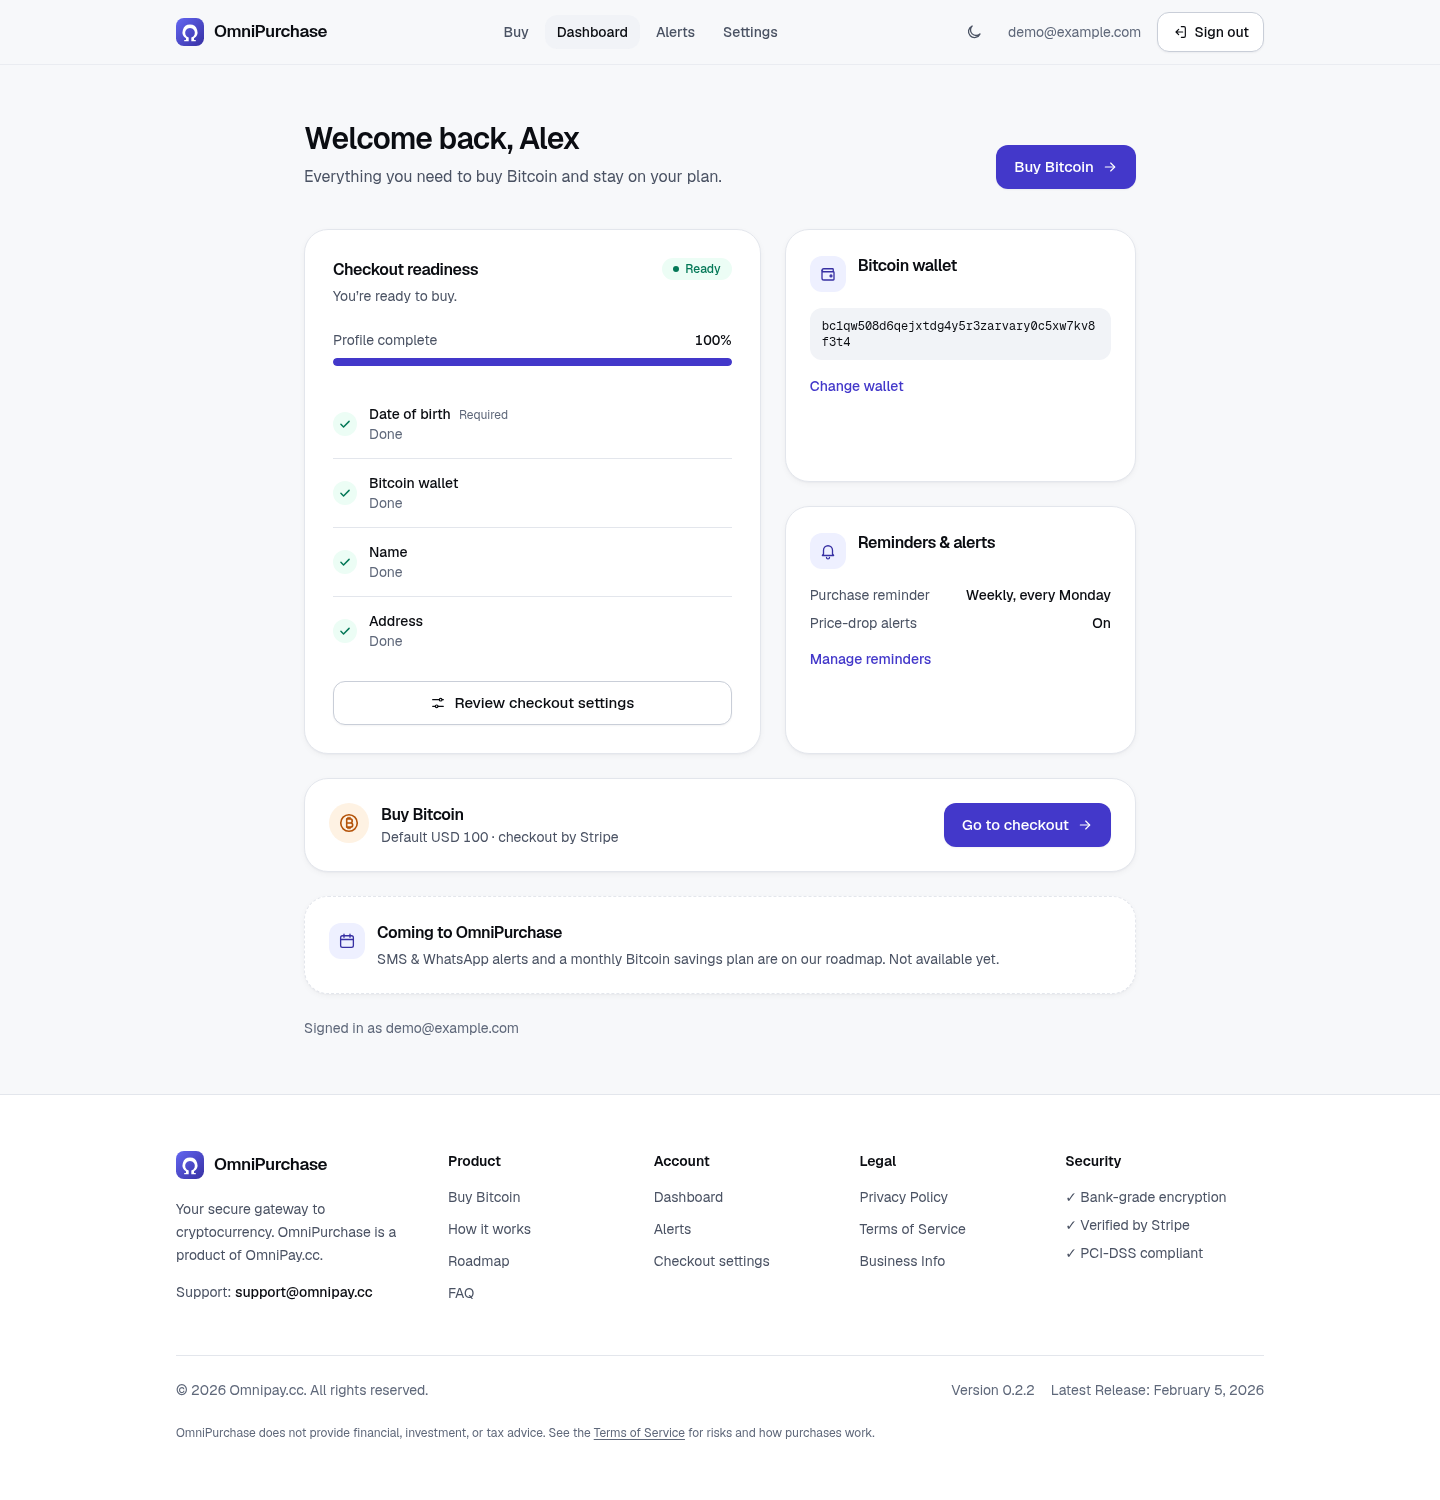 OmniPurchase
Buy
Dashboard
Alerts
Settings
demo@example.com
Sign out
Welcome back, Alex
Everything you need to buy Bitcoin and stay on your plan.
Buy Bitcoin
Checkout readiness
Ready
You're ready to buy.
Profile complete
100%
Date of birth Required
Done
Bitcoin wallet
Done
Name
Done
Address
Done
Review checkout settings
Bitcoin wallet
bc1qw508d6qejxtdg4y5r3zarvary0c5xw7kv8
f3t4
Change wallet
Reminders & alerts
Purchase reminder
Weekly, every Monday
Price-drop alerts
On
Manage reminders
Buy Bitcoin
Default USD 100 · checkout by Stripe
Go to checkout
Coming to OmniPurchase
SMS & WhatsApp alerts and a monthly Bitcoin savings plan are on our roadmap. Not available yet.
Signed in as demo@example.com
OmniPurchase
Your secure gateway to
cryptocurrency. OmniPurchase is a
product of OmniPay.cc.
Support: support@omnipay.cc
Product
Buy Bitcoin
How it works
Roadmap
FAQ
Account
Dashboard
Alerts
Checkout settings
Legal
Privacy Policy
Terms of Service
Business Info
Security
✓ Bank-grade encryption
✓ Verified by Stripe
✓ PCI-DSS compliant
© 2026 Omnipay.cc. All rights reserved.
Version 0.2.2
Latest Release: February 5, 2026
OmniPurchase does not provide financial, investment, or tax advice. See the Terms of Service for risks and how purchases work.